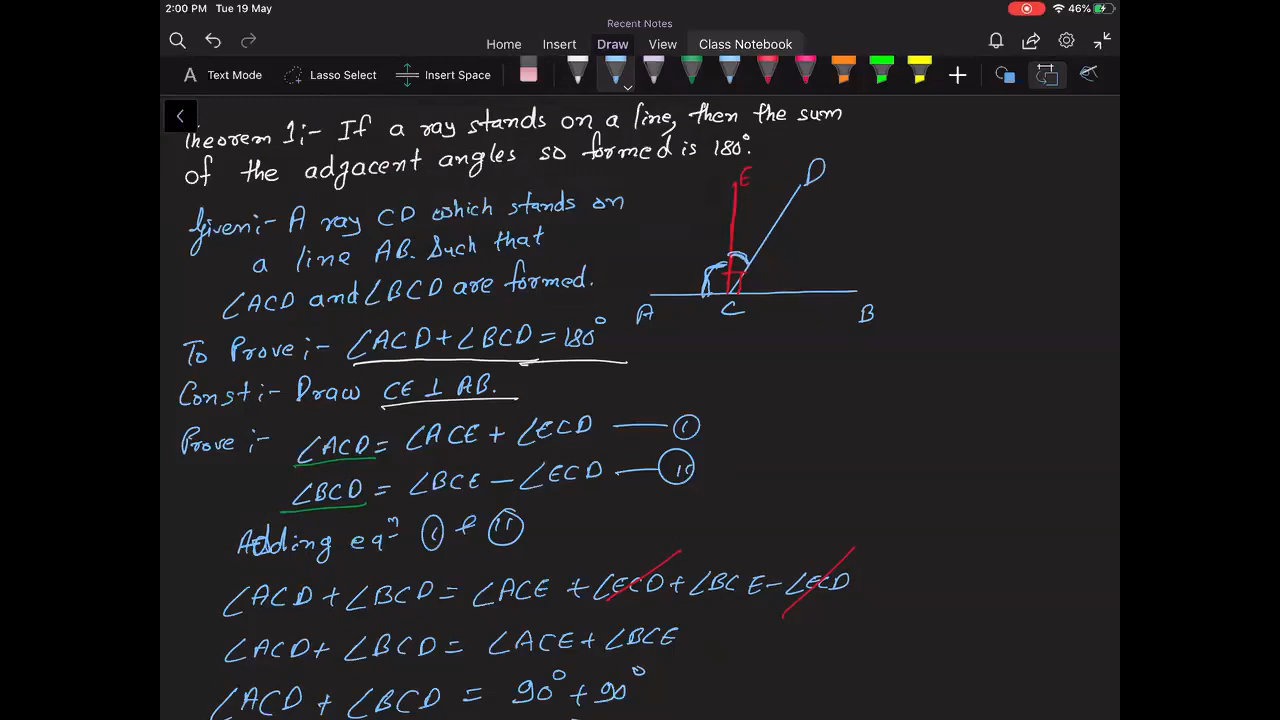 2:00 PM Tue 19 May
46%
Recent Notes
Home Insert Draw View Class Notebook
A Text Mode Lasso Select Insert Space
Theorem 1:- If a ray stands on a line, then the sum
of the adjacent angles so formed is 180°.
Given:- A ray CD which stands on
a line AB. Such that
∠ACD and ∠BCD are formed.
E D
A C B
To Prove:- ∠ACD + ∠BCD = 180°
Const:- Draw CE ⊥ AB.
Prove:- ∠ACD = ∠ACE + ∠ECD — (i)
∠BCD = ∠BCE - ∠ECD — (ii)
Adding eqⁿ (i) & (ii)
∠ACD + ∠BCD = ∠ACE + ∠ECD + ∠BCE - ∠ECD
∠ACD + ∠BCD = ∠ACE + ∠BCE
∠ACD + ∠BCD = 90° + 90°